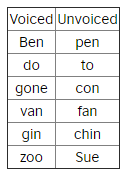 Voiced Unvoiced
Ben pen
do to
gone con
van fan
gin chin
zoo Sue